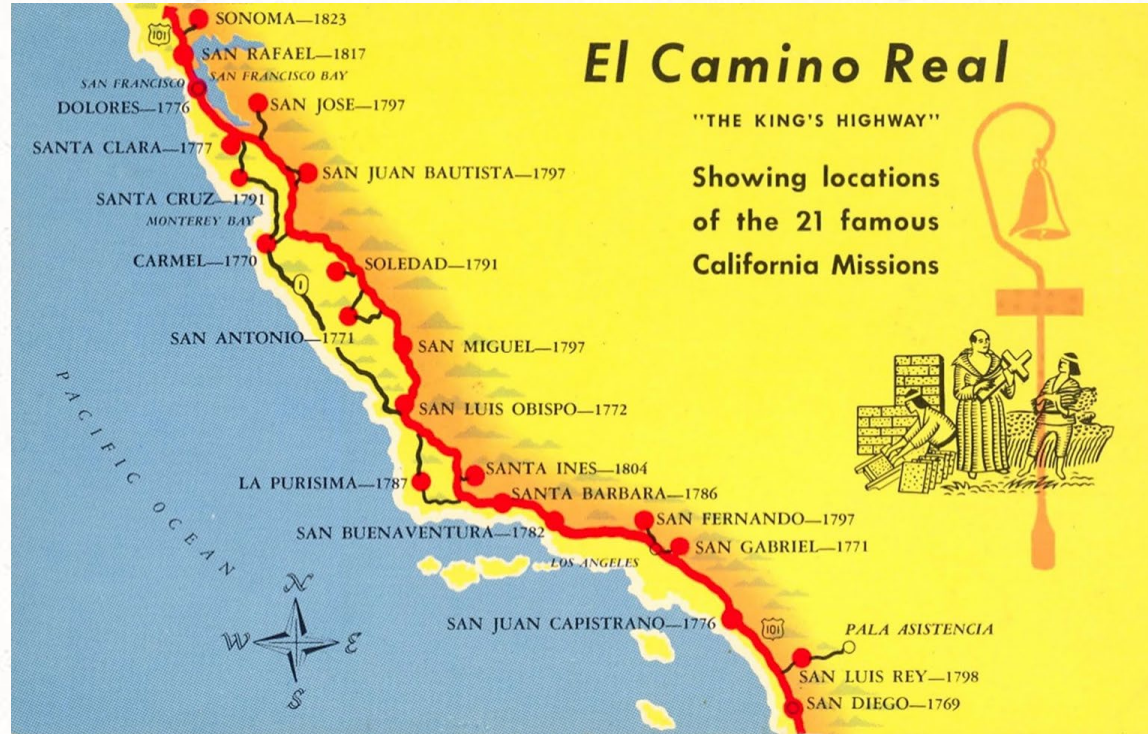 El Camino Real
"THE KING'S HIGHWAY"
Showing locations
of the 21 famous
California Missions
101
SONOMA—1823
SAN RAFAEL—1817
SAN FRANCISCO
SAN FRANCISCO BAY
DOLORES—1776
SAN JOSE—1797
SANTA CLARA—1777
SAN JUAN BAUTISTA—1797
SANTA CRUZ—1791
MONTEREY BAY
CARMEL—1770
SOLEDAD—1791
1
SAN ANTONIO—1771
SAN MIGUEL—1797
SAN LUIS OBISPO—1772
PACIFIC OCEAN
SANTA INES—1804
LA PURISIMA—1787
SANTA BARBARA—1786
SAN BUENAVENTURA—1782
SAN FERNANDO—1797
SAN GABRIEL—1771
LOS ANGELES
N
W E
S
SAN JUAN CAPISTRANO—1776
101
PALA ASISTENCIA
SAN LUIS REY—1798
SAN DIEGO—1769